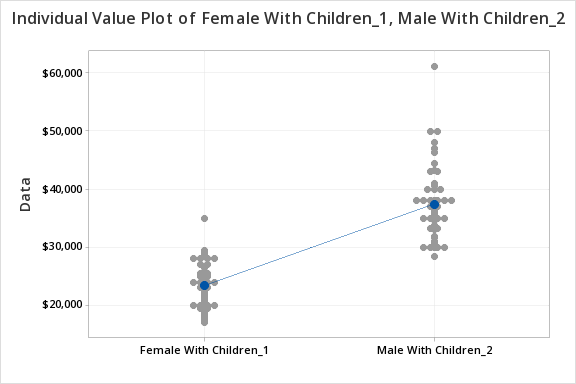 Individual Value Plot of Female With Children_1, Male With Children_2
$60,000
$50,000
$40,000
$30,000
$20,000
Data
Female With Children_1
Male With Children_2